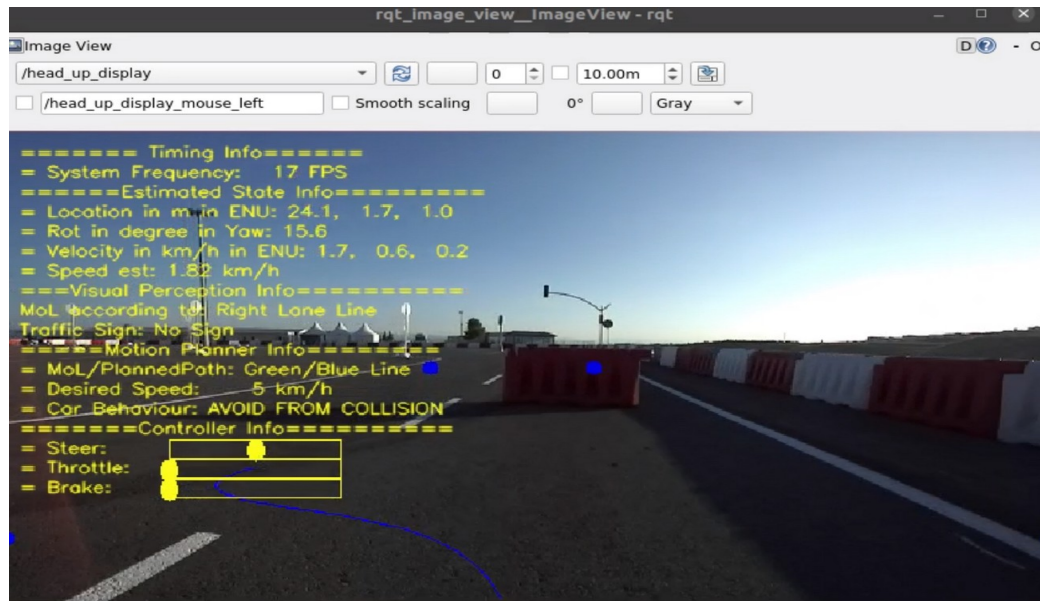 rqt_image_view__ImageView - rqt
Image View
D
- O
/head_up_display
0
10.00m
/head_up_display_mouse_left
Smooth scaling
0°
Gray
======= Timing Info======
= System Frequency: 17 FPS
======Estimated State Info==========
= Location in main ENU: 24.1, 1.7, 1.0
= Rot in degree in Yaw: 15.6
= Velocity in km/h in ENU: 1.7, 0.6, 0.2
= Speed est: 1.82 km/h
===Visual Perception Info==========
MoL according to: Right Lane Line
Traffic Sign: No Sign
=====Motion Planner Info========
= MoL/PlannedPath: Green/Blue Line
= Desired Speed: 5 km/h
= Car Behaviour: AVOID FROM COLLISION
=======Controller Info==========
= Steer:
= Throttle:
= Brake: